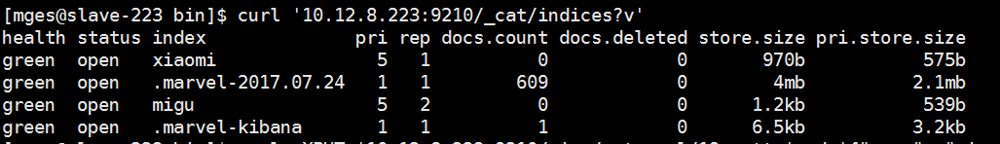 [mges@slave-223 bin]$ curl '10.12.8.223:9210/_cat/indices?v'
health status index pri rep docs.count docs.deleted store.size pri.store.size
green open xiaomi 5 1 0 0 970b 575b
green open .marvel-2017.07.24 1 1 609 0 4mb 2.1mb
green open migu 5 2 0 0 1.2kb 539b
green open .marvel-kibana 1 1 1 0 6.5kb 3.2kb